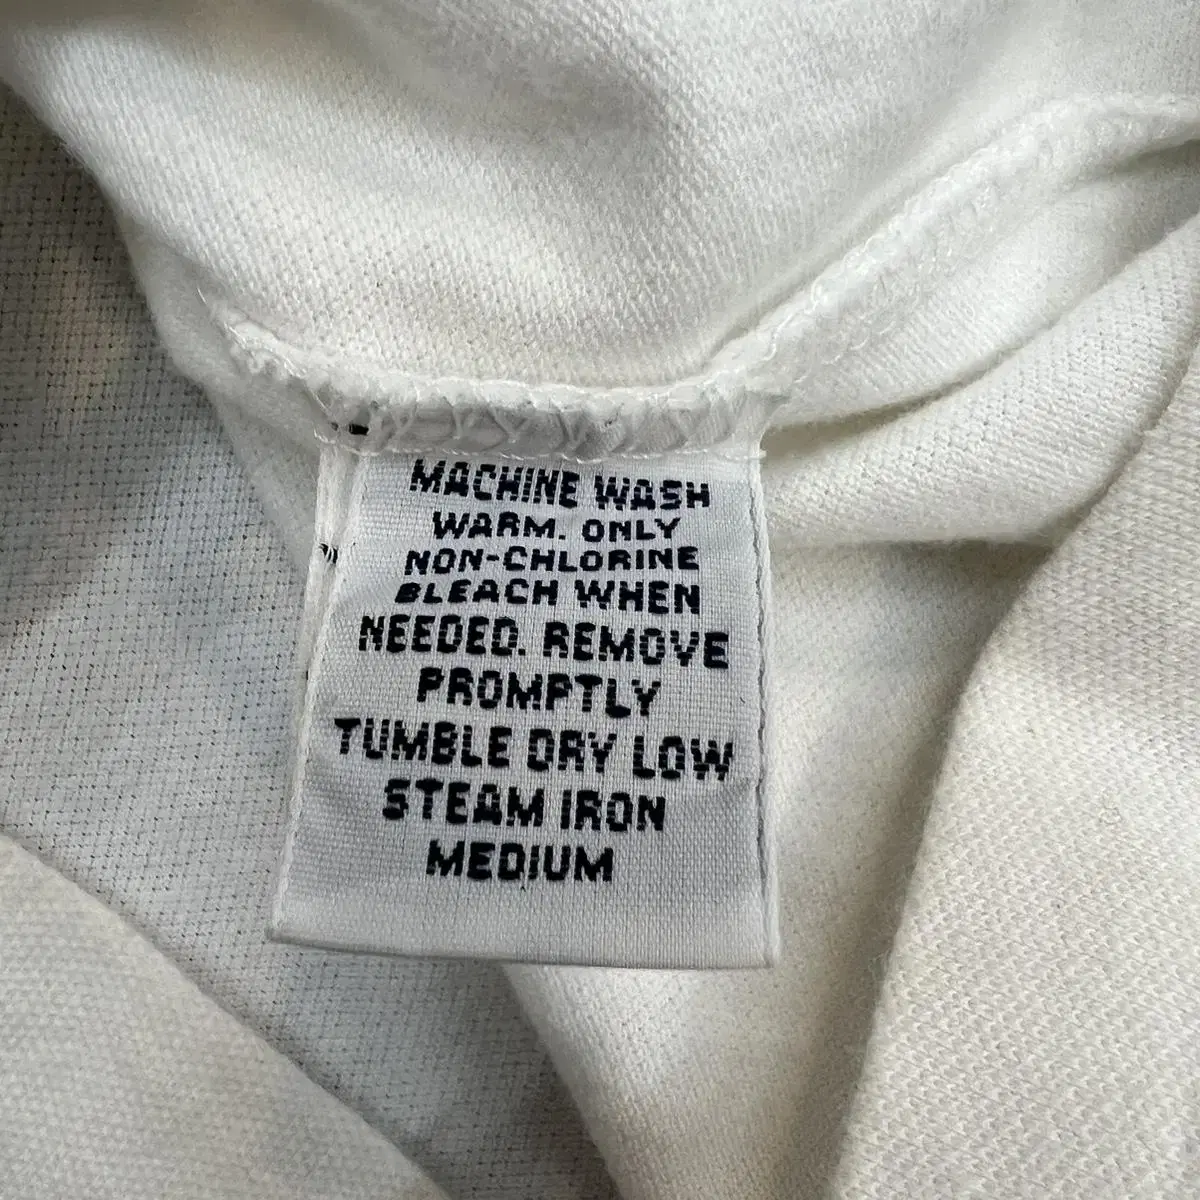 MACHINE WASH
WARM. ONLY
NON-CHLORINE
BLEACH WHEN
NEEDED. REMOVE
PROMPTLY
TUMBLE DRY LOW
STEAM IRON
MEDIUM